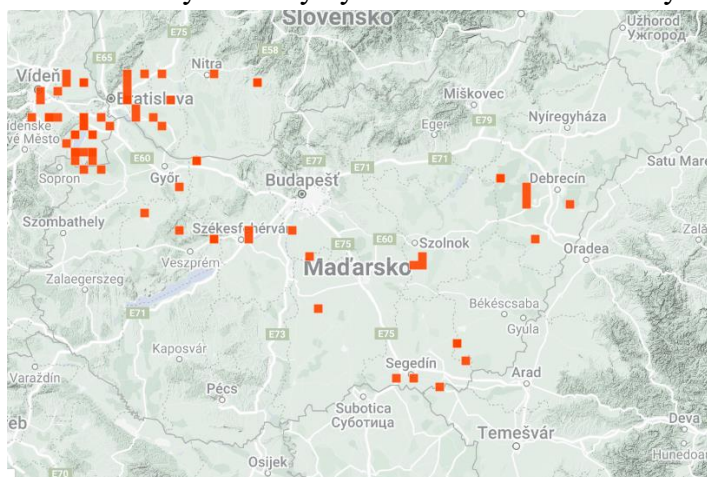 Slovensko
Užhorod
Ужгород
E75
E58
E65
Nitra
Vídeň
Bratislava
Miškovec
Nyíregyháza
Eger
E79
Satu Mare
E60
E77
E71
E71
Sopron
Győr
Debrecín
Budapešť
Szombathely
Székesfehérvár
E60
Szolnok
Oradea
E75
Veszprém
Maďarsko
Zalaegerszeg
Békéscsaba
E71
Gyula
E73
E75
Kaposvár
Segedín
Arad
Varaždín
Pécs
Subotica
Суботица
Deva
Temešvár
Osijek
E70